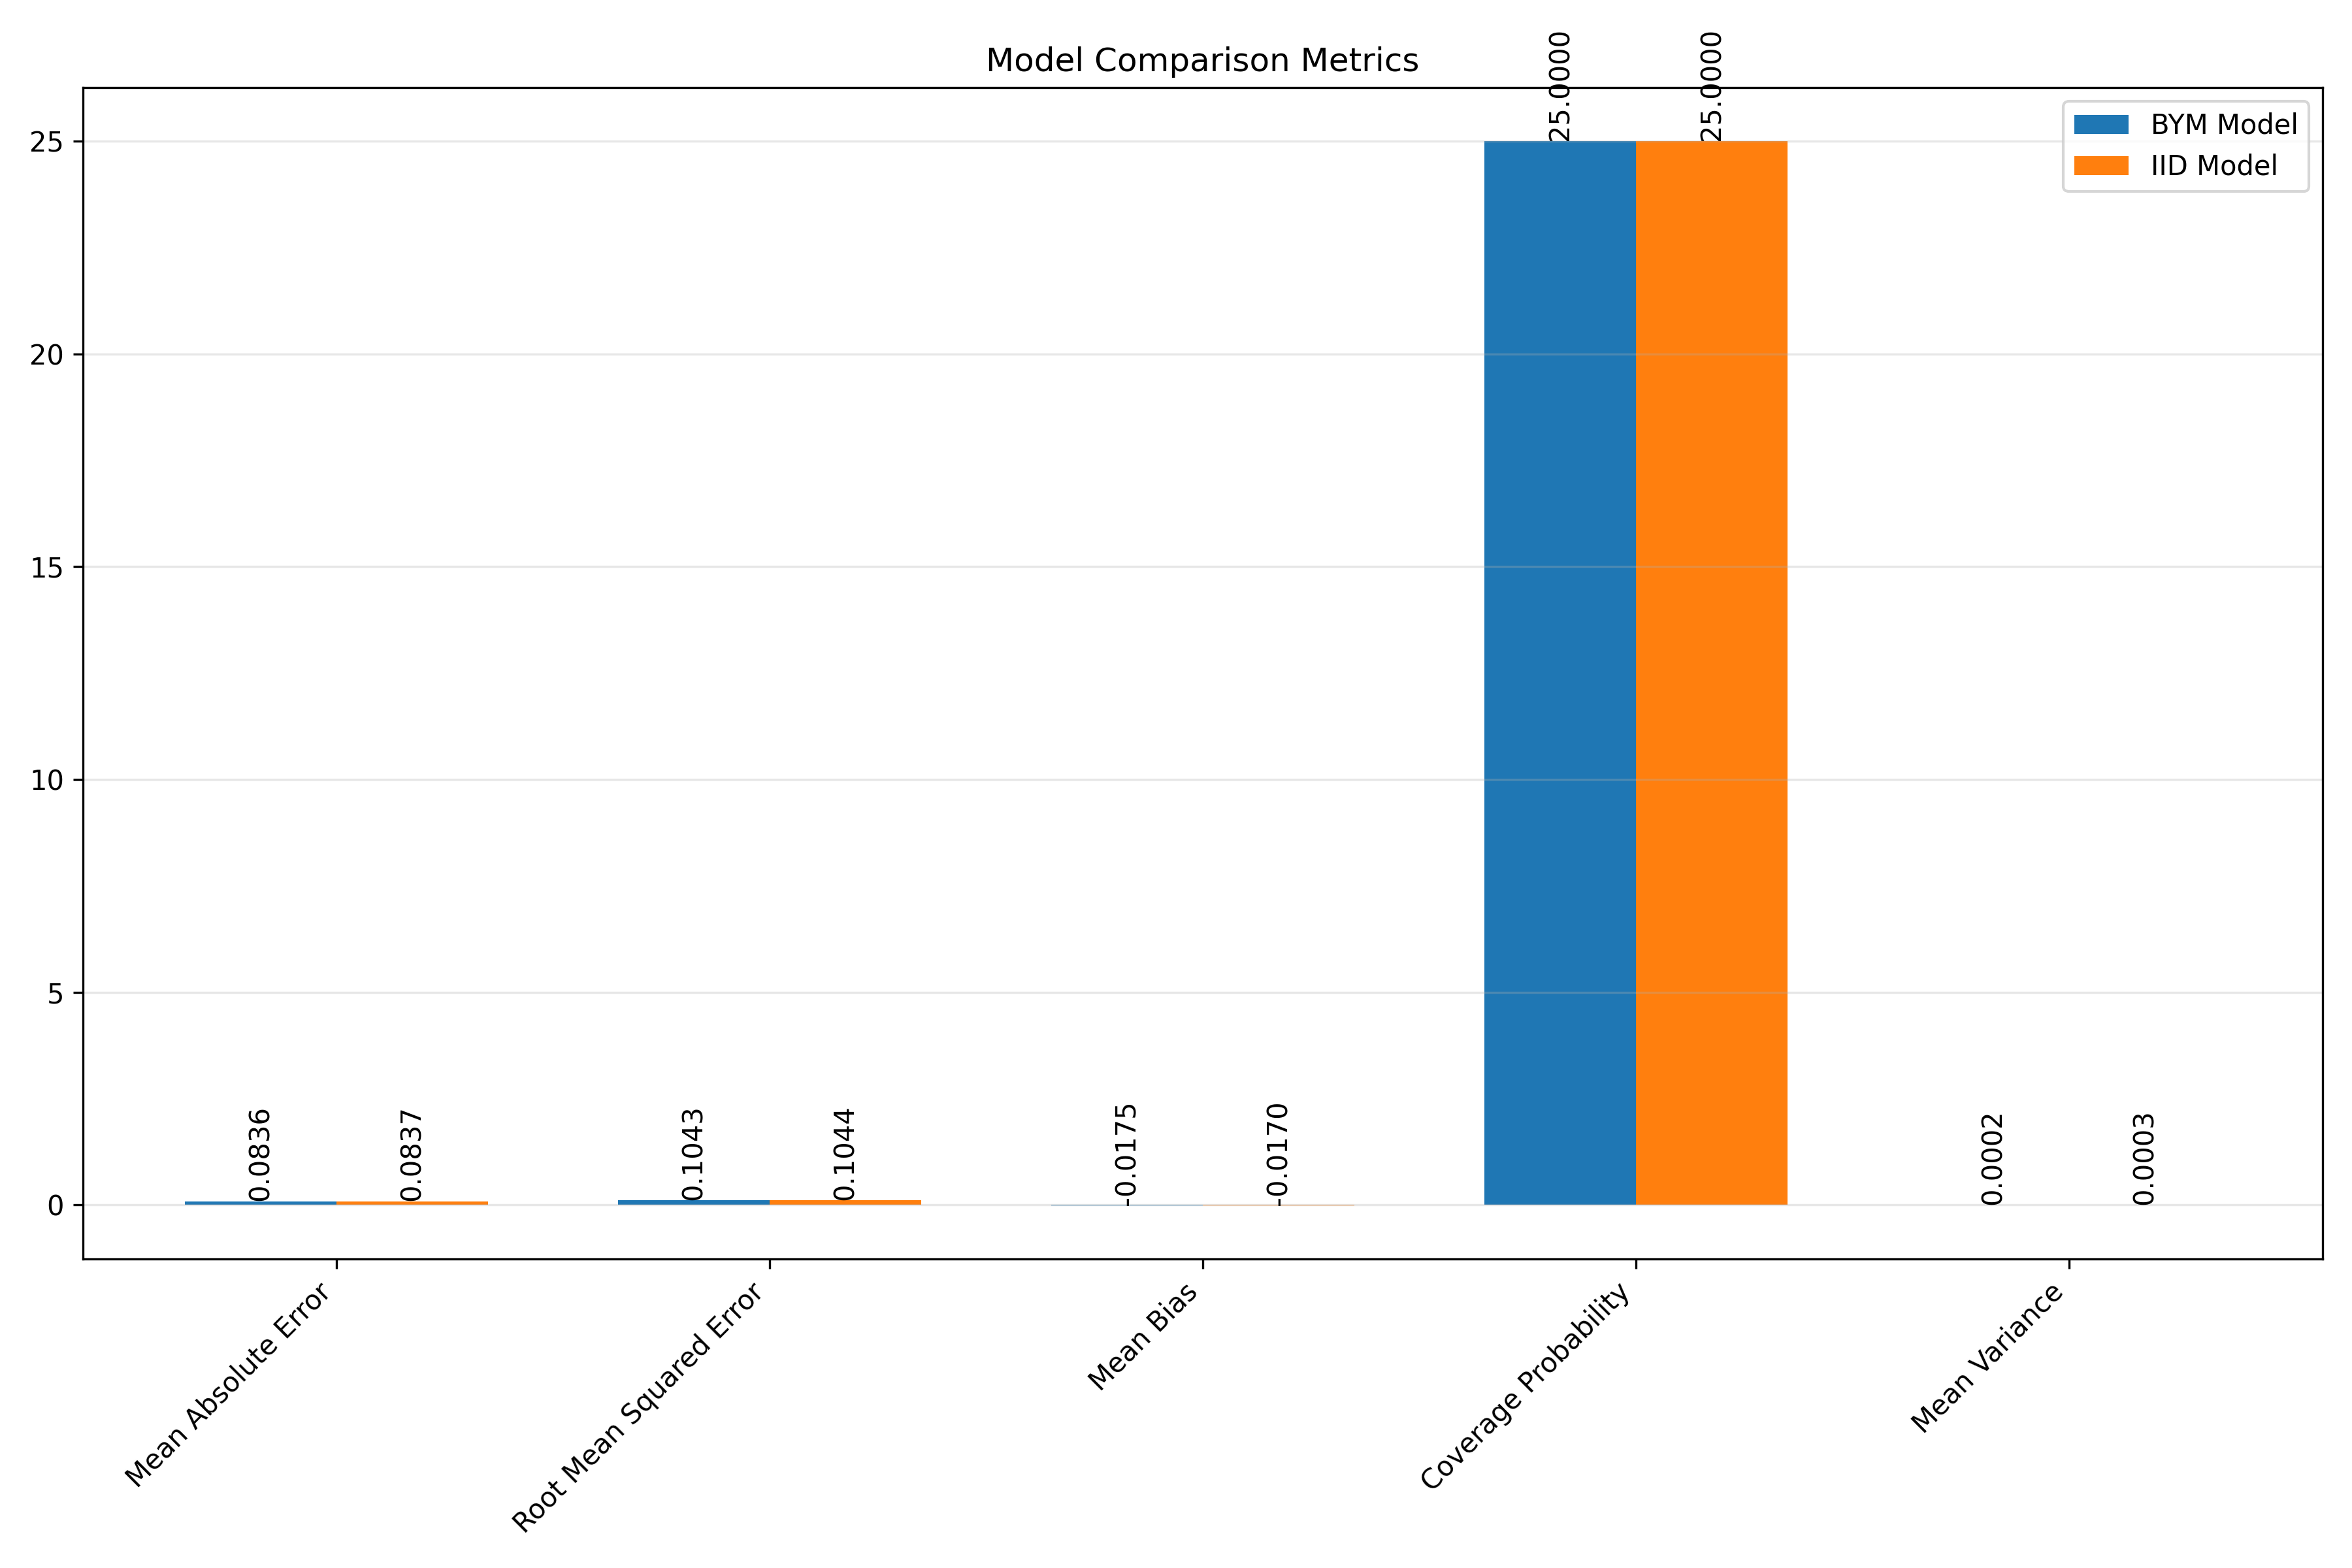 Model Comparison Metrics
BYM Model
IID Model
25
20
15
10
5
0
0.0836
0.0837
0.1043
0.1044
-0.0175
-0.0170
25.0000
25.0000
0.0002
0.0003
Mean Absolute Error
Root Mean Squared Error
Mean Bias
Coverage Probability
Mean Variance